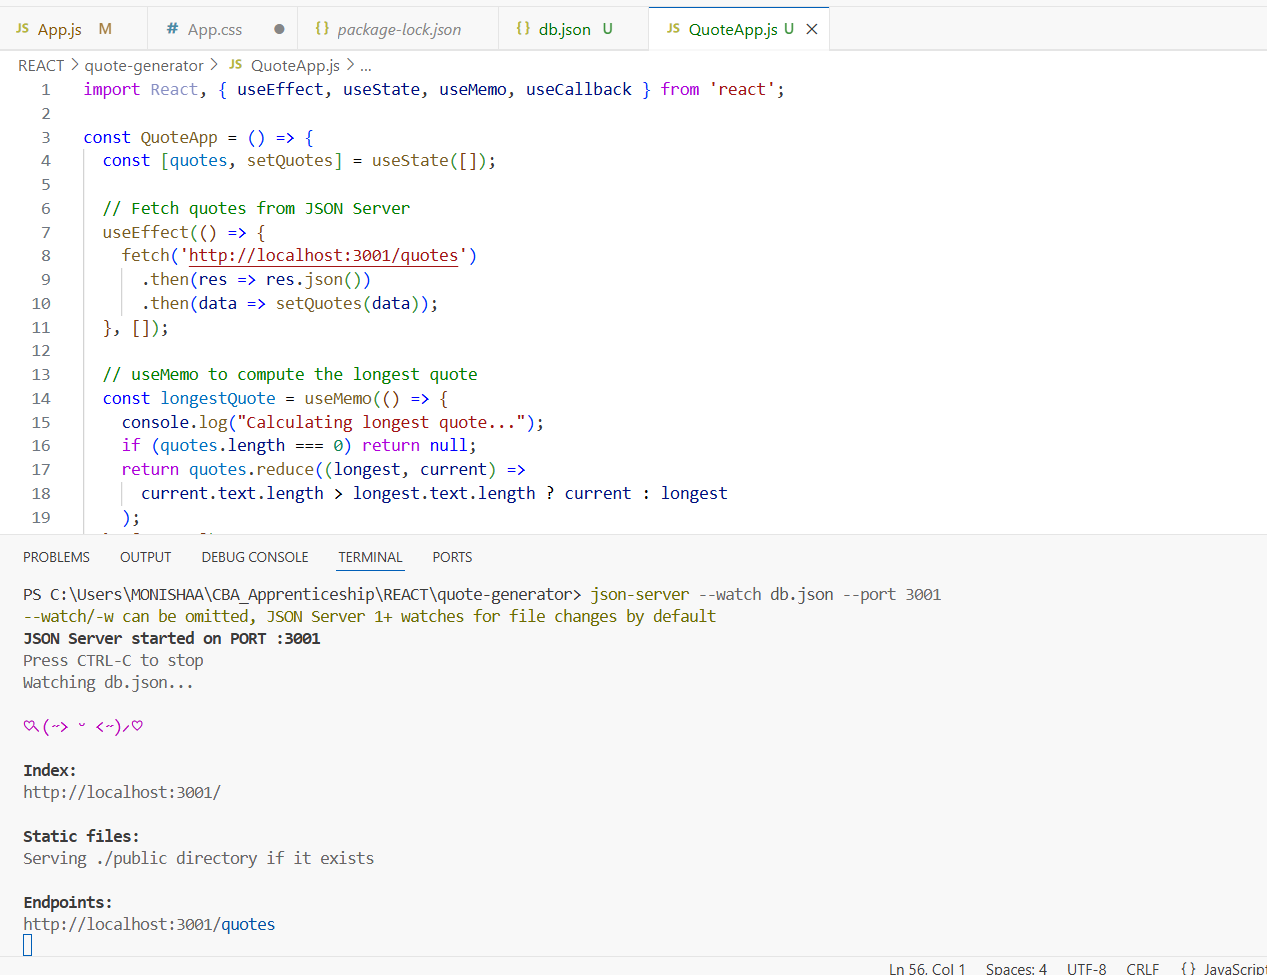 JS App.js M # App.css ● {} package-lock.json {} db.json U JS QuoteApp.js U ×
REACT > quote-generator > JS QuoteApp.js > ...
1 import React, { useEffect, useState, useMemo, useCallback } from 'react';
2
3 const QuoteApp = () => {
4 const [quotes, setQuotes] = useState([]);
5
6 // Fetch quotes from JSON Server
7 useEffect(() => {
8 fetch('http://localhost:3001/quotes')
9 .then(res => res.json())
10 .then(data => setQuotes(data));
11 }, []);
12
13 // useMemo to compute the longest quote
14 const longestQuote = useMemo(() => {
15 console.log("Calculating longest quote...");
16 if (quotes.length === 0) return null;
17 return quotes.reduce((longest, current) =>
18 current.text.length > longest.text.length ? current : longest
19 );
PROBLEMS OUTPUT DEBUG CONSOLE TERMINAL PORTS
PS C:\Users\MONISHAA\CBA_Apprenticeship\REACT\quote-generator> json-server --watch db.json --port 3001
--watch/-w can be omitted, JSON Server 1+ watches for file changes by default
JSON Server started on PORT :3001
Press CTRL-C to stop
Watching db.json...
♡⸜(˶˃ ᵕ ˂˶)⸝♡
Index:
http://localhost:3001/
Static files:
Serving ./public directory if it exists
Endpoints:
http://localhost:3001/quotes
Ln 56, Col 1 Spaces: 4 UTF-8 CRLF {} JavaScript